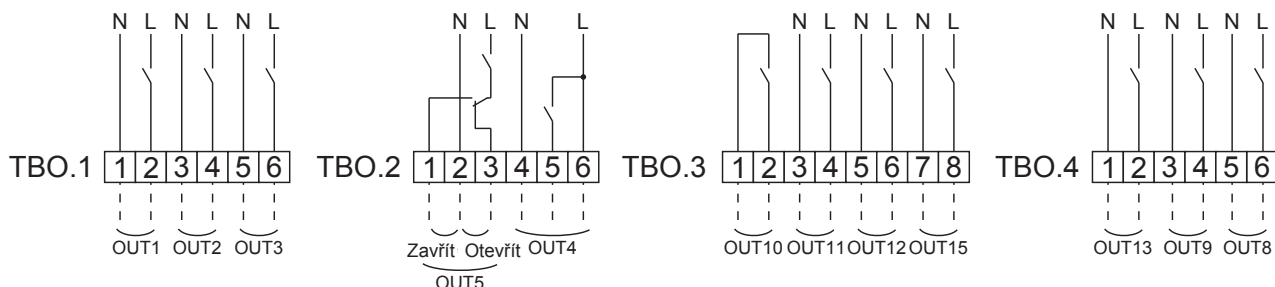 N L N L N L
N L N L
N L N L N L
N L N L N L
TBO.1 1 2 3 4 5 6
TBO.2 1 2 3 4 5 6
TBO.3 1 2 3 4 5 6 7 8
TBO.4 1 2 3 4 5 6
OUT1 OUT2 OUT3
Zavřít Otevřít OUT4
OUT5
OUT10 OUT11 OUT12 OUT15
OUT13 OUT9 OUT8